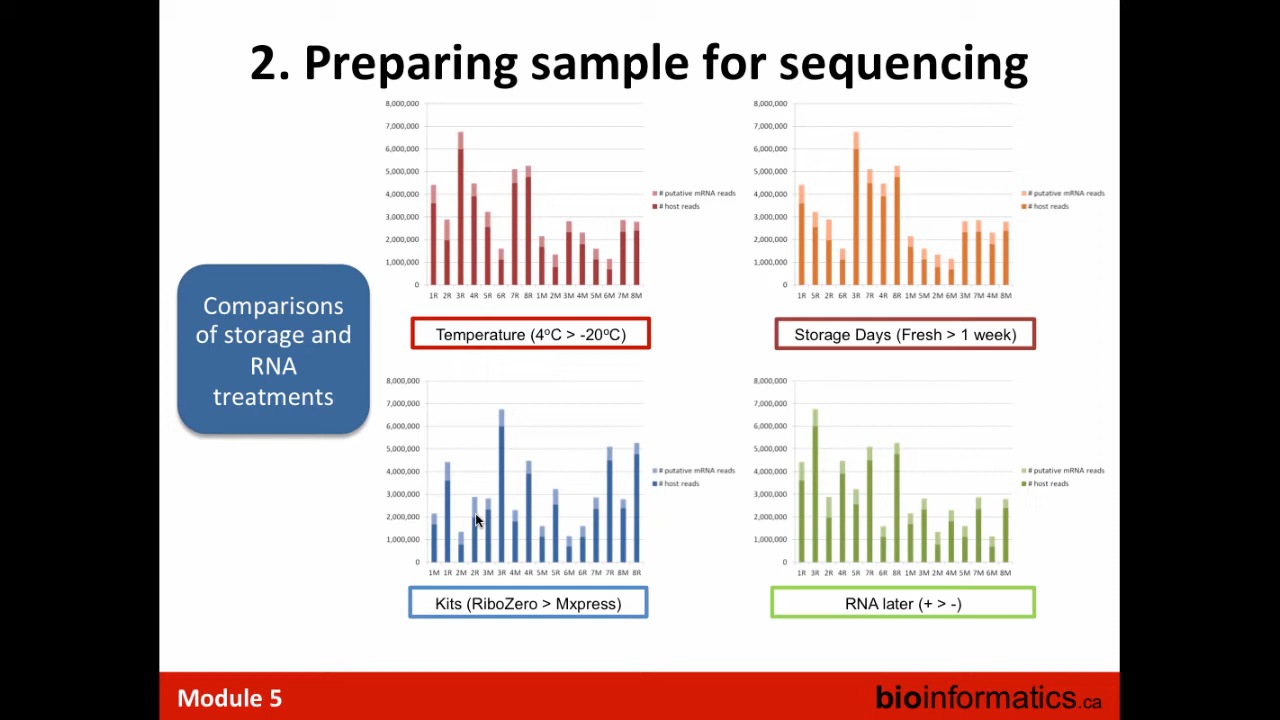 2. Preparing sample for sequencing
8,000,000
7,000,000
6,000,000
5,000,000
4,000,000
3,000,000
2,000,000
1,000,000
0
1R 2R 3R 4R 5R 6R 7R 8R 1M 2M 3M 4M 5M 6M 7M 8M
# putative mRNA reads
# host reads
Temperature (4°C > -20°C)
8,000,000
7,000,000
6,000,000
5,000,000
4,000,000
3,000,000
2,000,000
1,000,000
0
1R 5R 2R 6R 3R 7R 4R 8R 1M 5M 2M 6M 3M 7M 4M 8M
# putative mRNA reads
# host reads
Storage Days (Fresh > 1 week)
Comparisons
of storage and
RNA
treatments
8,000,000
7,000,000
6,000,000
5,000,000
4,000,000
3,000,000
2,000,000
1,000,000
0
1M 1R 2M 2R 3M 3R 4M 4R 5M 5R 6M 6R 7M 7R 8M 8R
# putative mRNA reads
# host reads
Kits (RiboZero > Mxpress)
8,000,000
7,000,000
6,000,000
5,000,000
4,000,000
3,000,000
2,000,000
1,000,000
0
1R 3R 2R 4R 5R 7R 6R 8R 1M 3M 2M 4M 5M 7M 6M 8M
# putative mRNA reads
# host reads
RNA later (+ > -)
Module 5
bioinformatics.ca